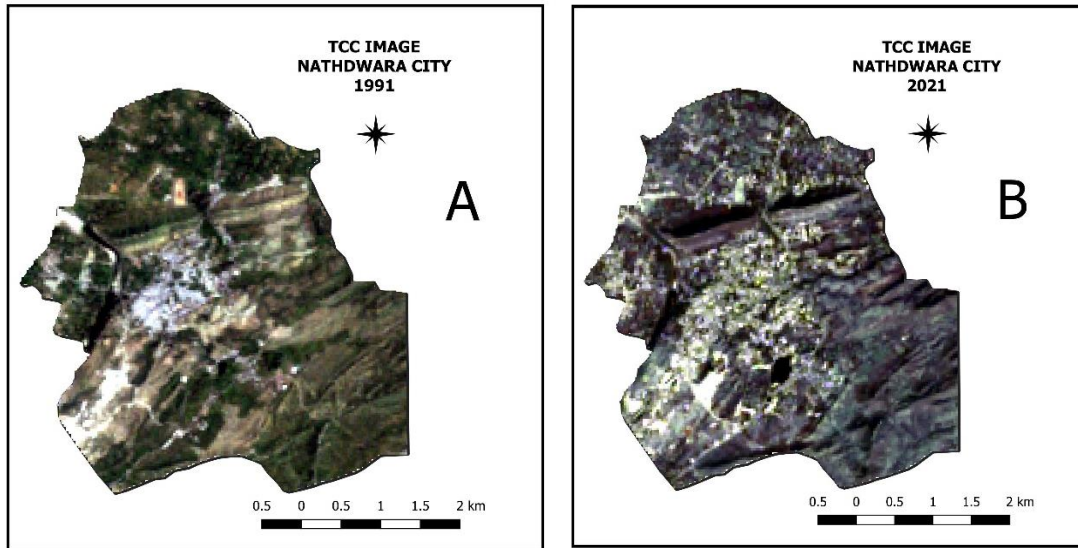 TCC IMAGE
NATHDWARA CITY
1991
A
0.5 0 0.5 1 1.5 2 km
TCC IMAGE
NATHDWARA CITY
2021
B
0.5 0 0.5 1 1.5 2 km